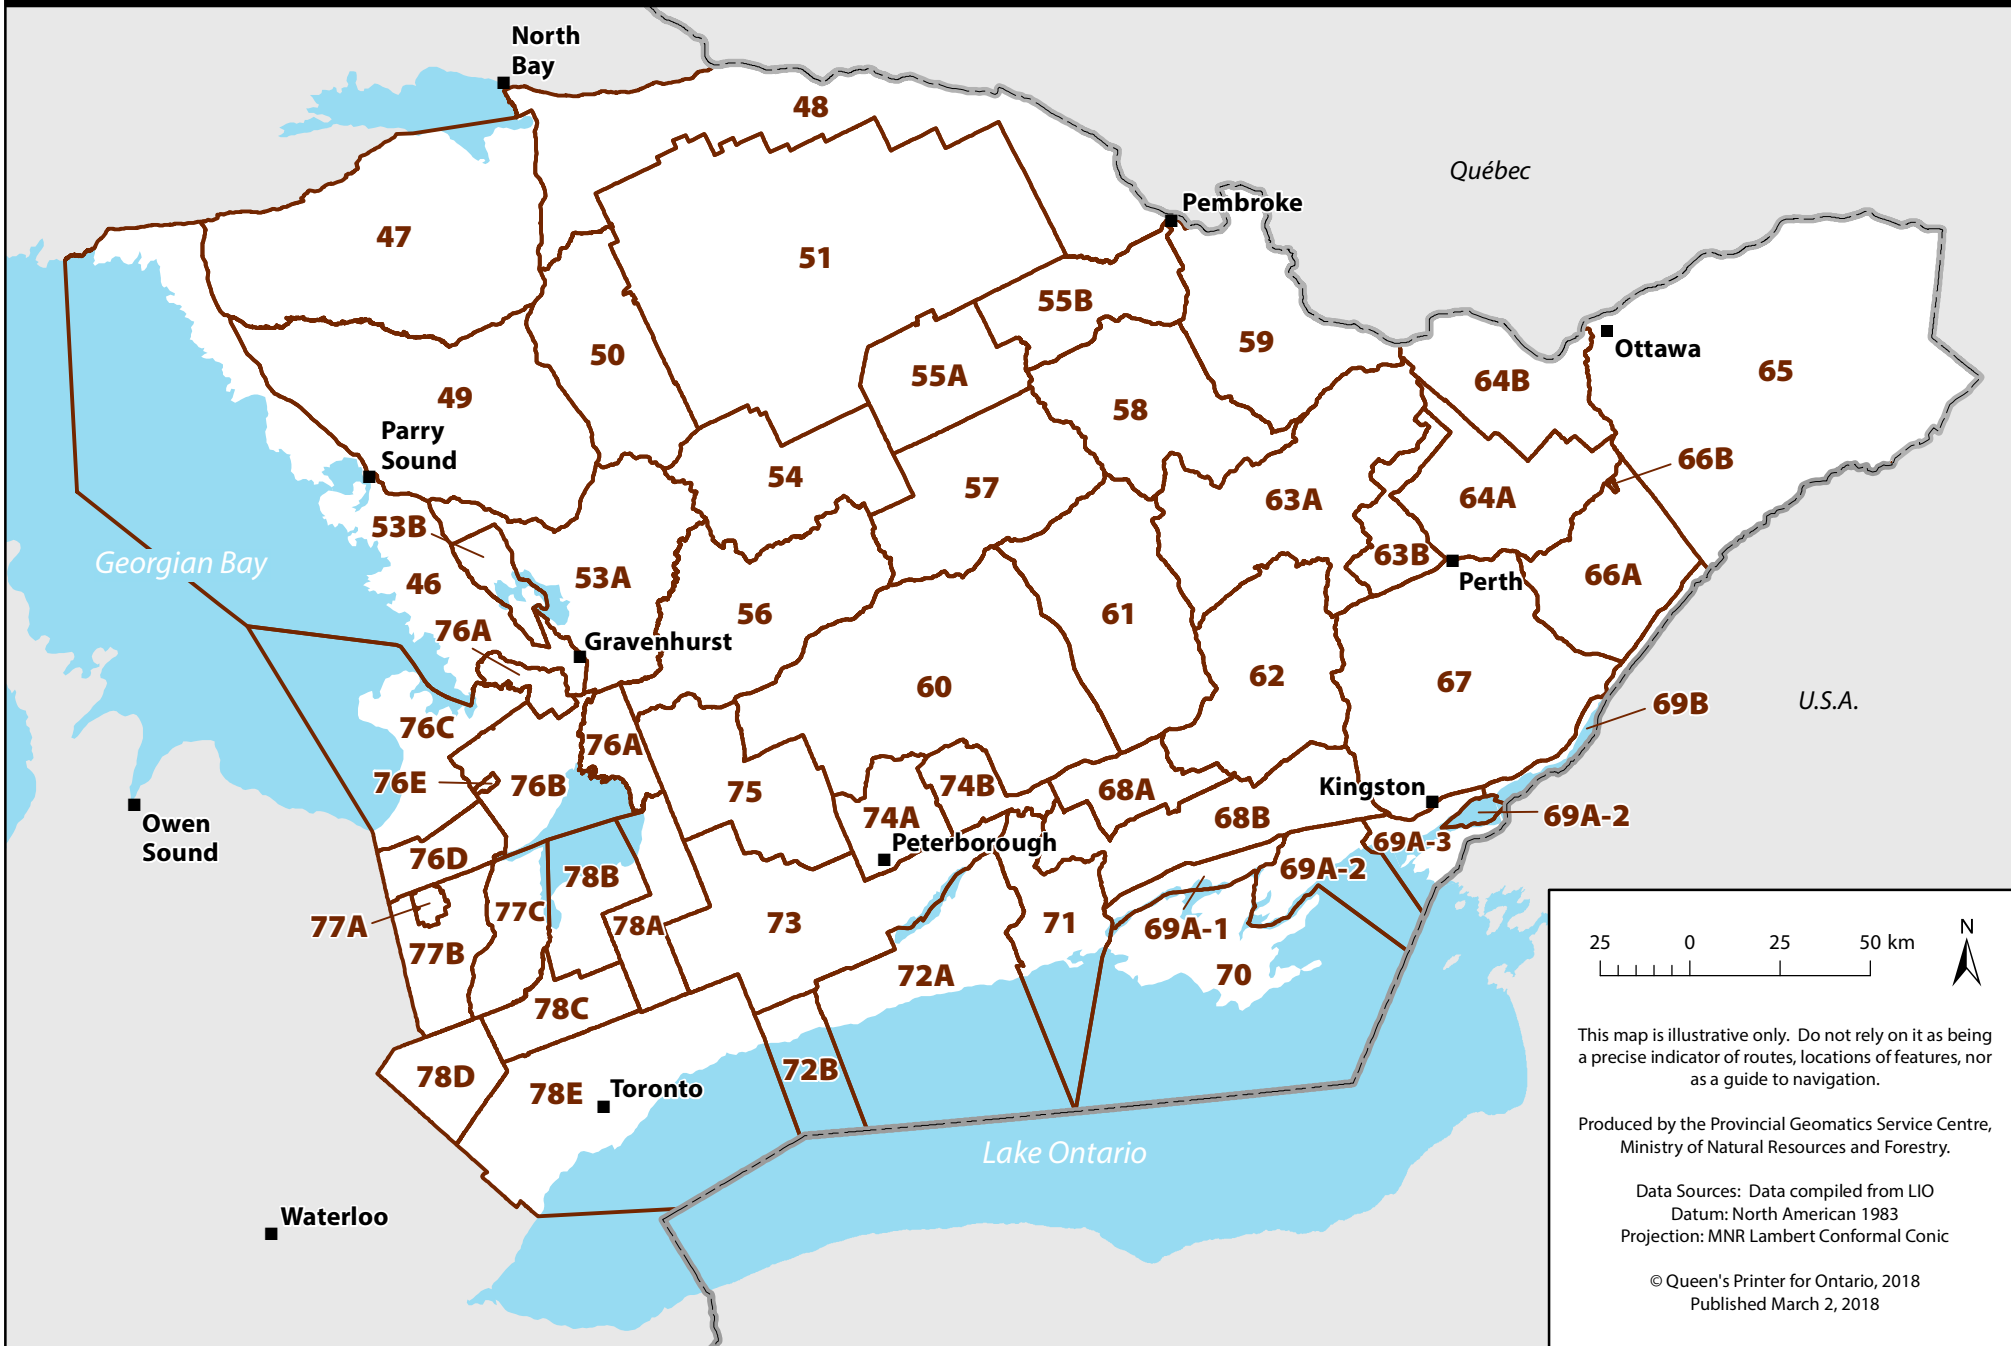 North
Bay
48
Québec
Pembroke
47
51
55B
59
Ottawa
50
55A
64B
65
49
58
Parry
Sound
66B
54
57
63A
64A
53B
Georgian Bay
46
53A
63B
Perth
66A
56
61
76A
Gravenhurst
60
62
67
69B
U.S.A.
76C
76A
76E
76B
75
74B
68A
Kingston
74A
68B
69A-2
Owen
Sound
Peterborough
69A-3
76D
78B
69A-2
77A
77C
78A
73
71
69A-1
77B
72A
70
78C
78D
78E
Toronto
72B
Lake Ontario
Waterloo
25 0 25 50 km
N
This map is illustrative only. Do not rely on it as being
a precise indicator of routes, locations of features, nor
as a guide to navigation.
Produced by the Provincial Geomatics Service Centre,
Ministry of Natural Resources and Forestry.
Data Sources: Data compiled from LIO
Datum: North American 1983
Projection: MNR Lambert Conformal Conic
© Queen's Printer for Ontario, 2018
Published March 2, 2018